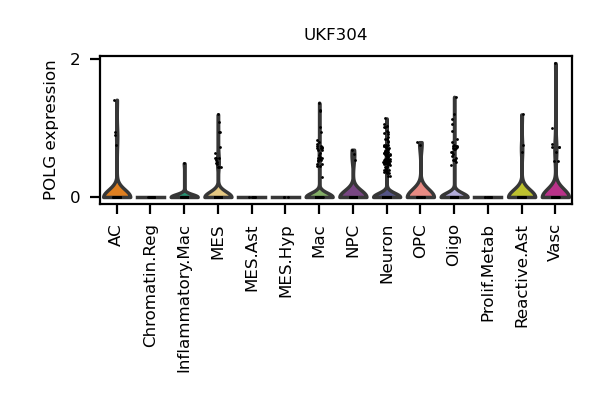 UKF304
POLG expression
2
0
AC
Chromatin.Reg
Inflammatory.Mac
MES
MES.Ast
MES.Hyp
Mac
NPC
Neuron
OPC
Oligo
Prolif.Metab
Reactive.Ast
Vasc